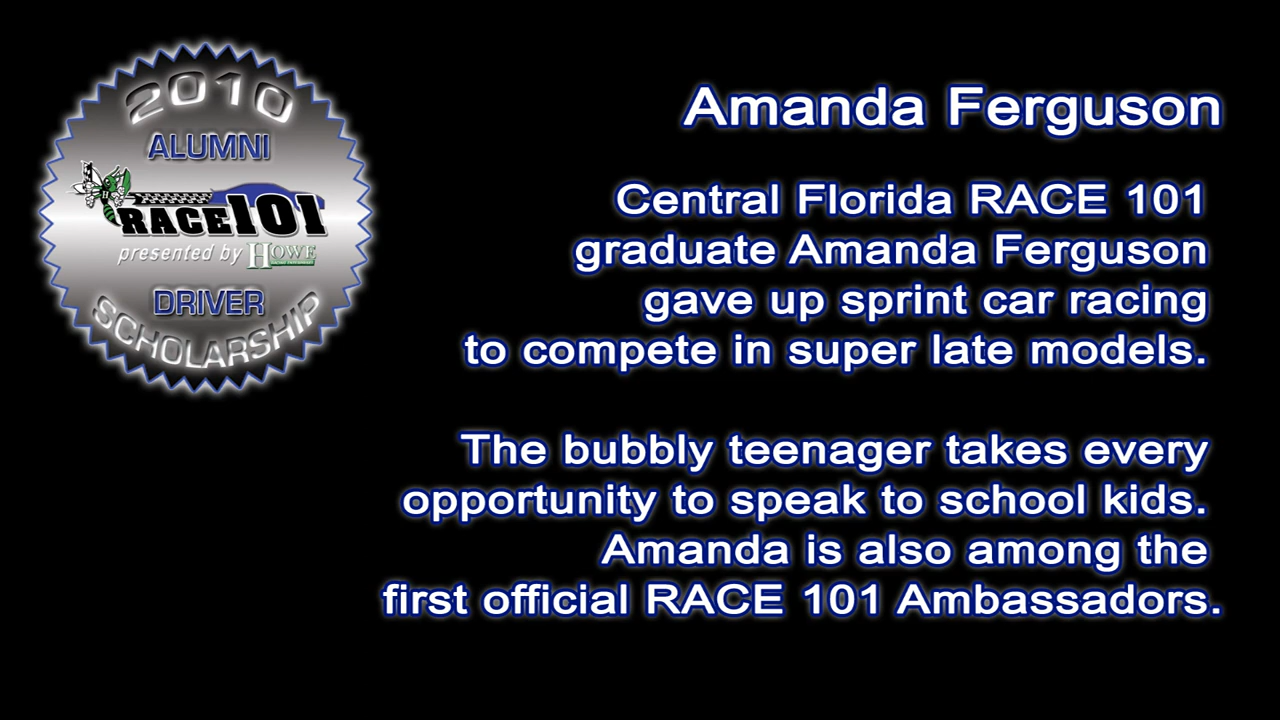 2010
ALUMNI
RACE101
presented by HOWE
DRIVER
SCHOLARSHIP
Amanda Ferguson
Central Florida RACE 101
graduate Amanda Ferguson
gave up sprint car racing
to compete in super late models.
The bubbly teenager takes every
opportunity to speak to school kids.
Amanda is also among the
first official RACE 101 Ambassadors.